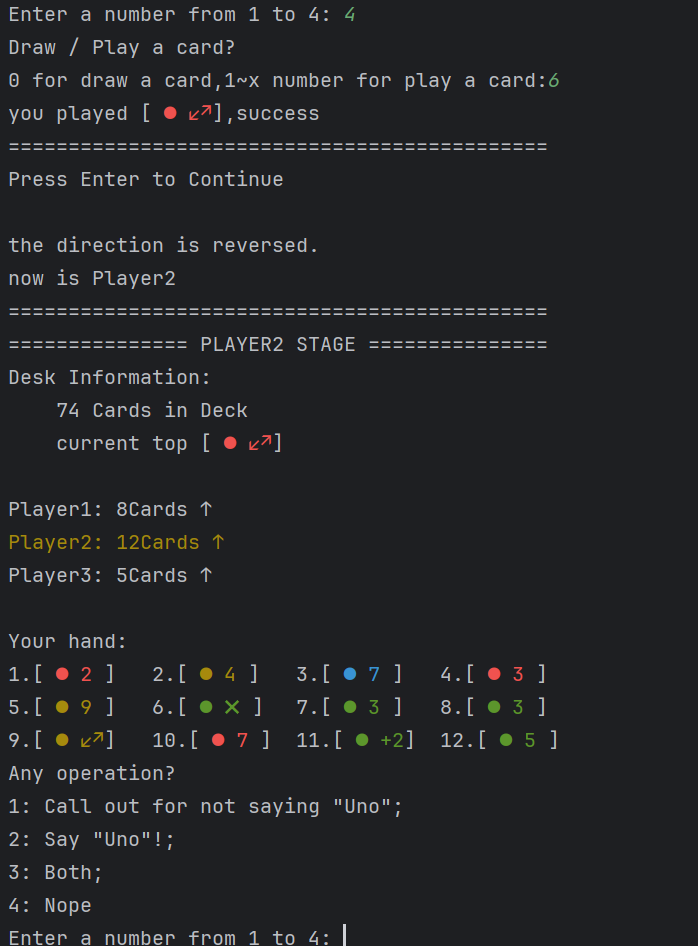 Enter a number from 1 to 4: 4
Draw / Play a card?
0 for draw a card,1~x number for play a card:6
you played [ ● ↙↗],success
=============================================
Press Enter to Continue
the direction is reversed.
now is Player2
=============================================
=============== PLAYER2 STAGE ===============
Desk Information:
74 Cards in Deck
current top [ ● ↙↗]
Player1: 8Cards ↑
Player2: 12Cards ↑
Player3: 5Cards ↑
Your hand:
1.[ ● 2 ] 2.[ ● 4 ] 3.[ ● 7 ] 4.[ ● 3 ]
5.[ ● 9 ] 6.[ ● ✕ ] 7.[ ● 3 ] 8.[ ● 3 ]
9.[ ● ↙↗] 10.[ ● 7 ] 11.[ ● +2] 12.[ ● 5 ]
Any operation?
1: Call out for not saying "Uno";
2: Say "Uno"!;
3: Both;
4: Nope
Enter a number from 1 to 4: